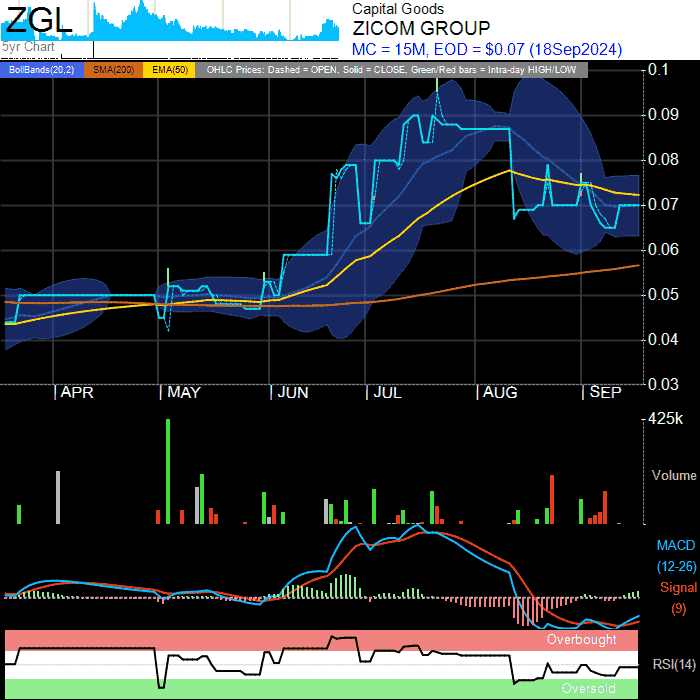 ZGL
5yr Chart
Capital Goods
ZICOM GROUP
MC = 15M, EOD = $0.07 (18Sep2024)
BollBands(20,2) SMA(200) EMA(50) OHLC Prices: Dashed = OPEN, Solid = CLOSE, Green/Red bars = Intra-day HIGH/LOW
0.1
0.09
0.08
0.07
0.06
0.05
0.04
0.03
APR MAY JUN JUL AUG SEP
425k
Volume
MACD
(12-26)
Signal
(9)
Overbought
RSI(14)
Oversold